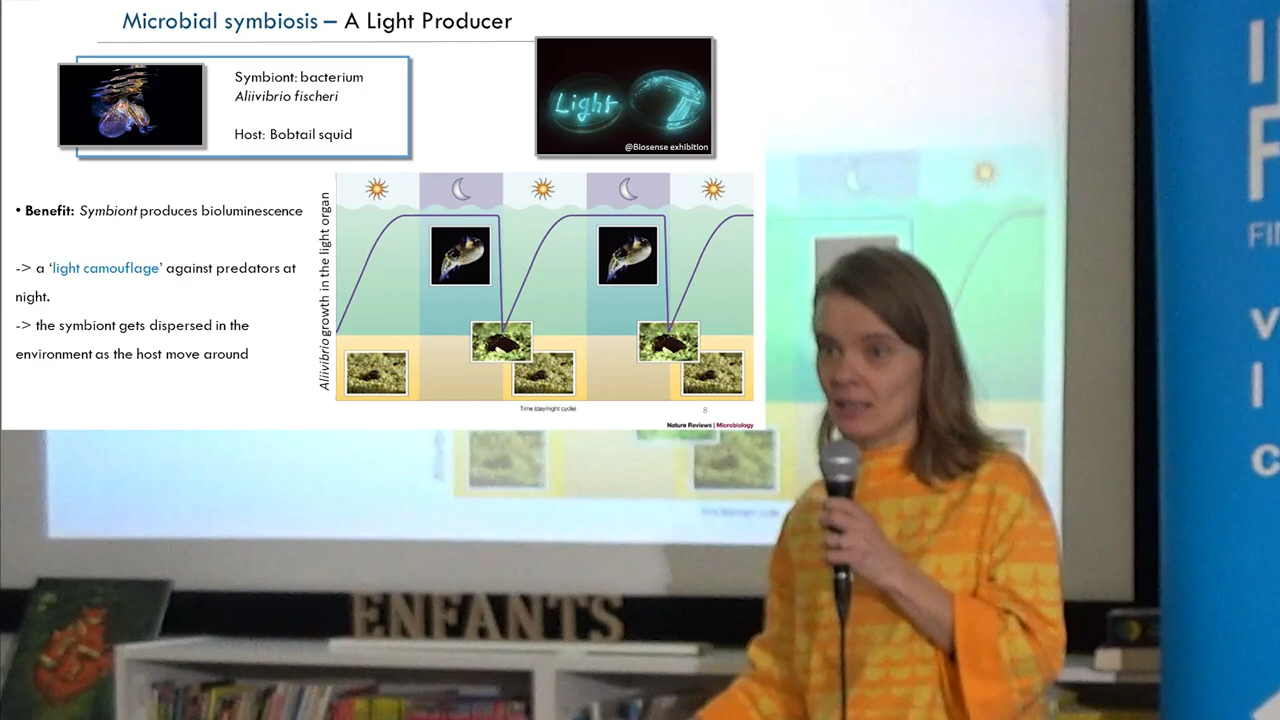 Microbial symbiosis – A Light Producer
Symbiont: bacterium
Aliivibrio fischeri
Host: Bobtail squid
Light
@Biosense exhibition
• Benefit: Symbiont produces bioluminescence
-> a ‘light camouflage’ against predators at
night.
-> the symbiont gets dispersed in the
environment as the host move around
Aliivibrio growth in the light organ
Time (day/night cycle)
8
Nature Reviews | Microbiology
ENFANTS